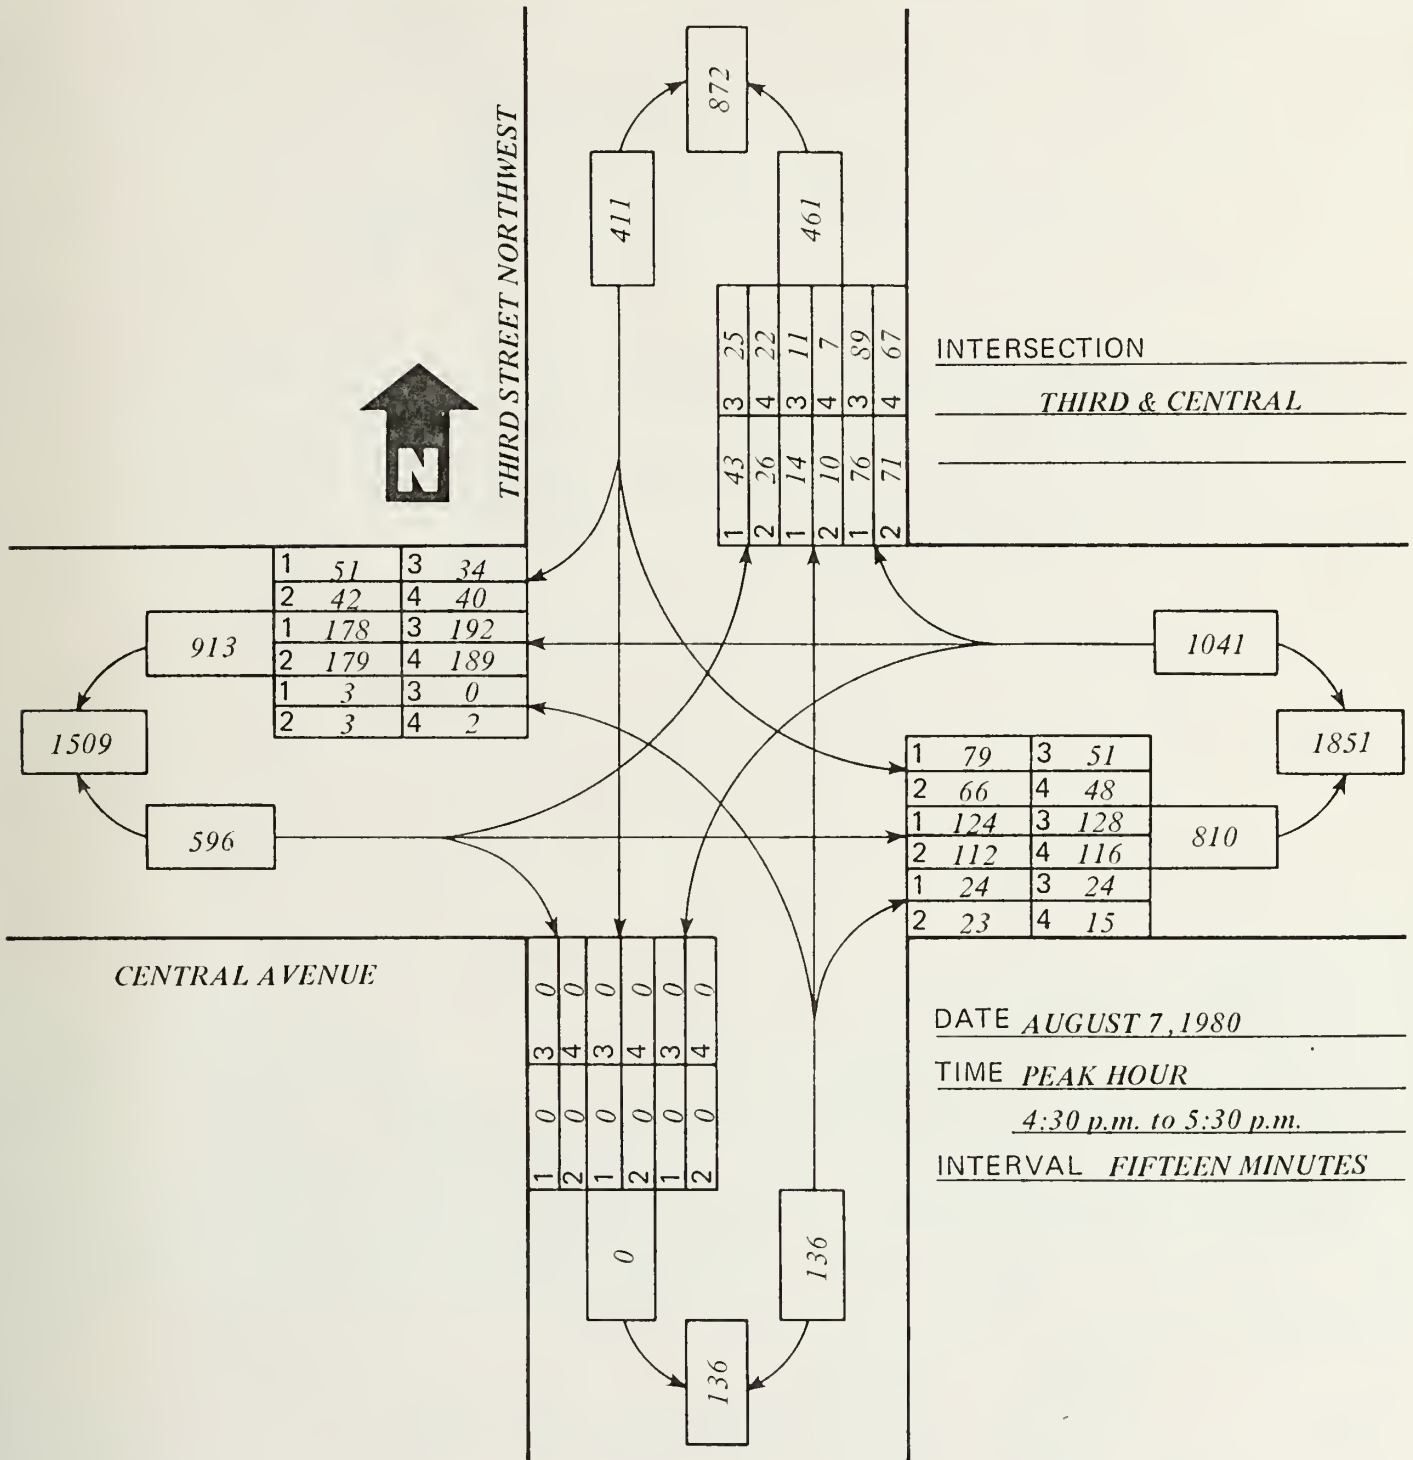 872
411
461
THIRD STREET NORTHWEST
N
3 25
4 22
3 11
4 7
3 89
4 67
1 43
2 26
1 14
2 10
1 76
2 71
INTERSECTION
THIRD & CENTRAL
1 51 3 34
2 42 4 40
1 178 3 192
2 179 4 189
1 3 3 0
2 3 4 2
913
1509
596
1041
1851
810
1 79 3 51
2 66 4 48
1 124 3 128
2 112 4 116
1 24 3 24
2 23 4 15
CENTRAL AVENUE
3 0
4 0
3 0
4 0
3 0
4 0
1 0
2 0
1 0
2 0
1 0
2 0
0
136
136
DATE AUGUST 7, 1980
TIME PEAK HOUR
4:30 p.m. to 5:30 p.m.
INTERVAL FIFTEEN MINUTES